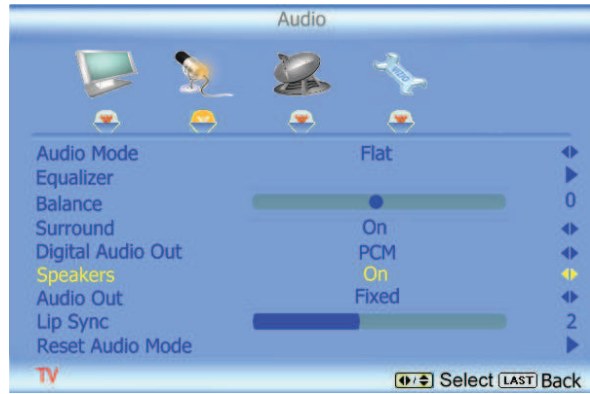 Audio
VIZIO
Audio Mode Flat
Equalizer
Balance 0
Surround On
Digital Audio Out PCM
Speakers On
Audio Out Fixed
Lip Sync 2
Reset Audio Mode
TV Select LAST Back